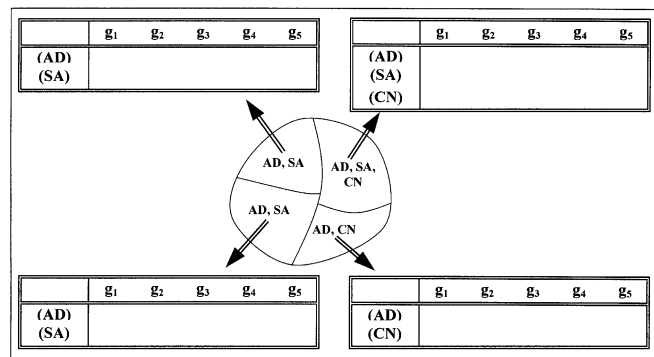 g1 g2 g3 g4 g5
(AD)
(SA)
g1 g2 g3 g4 g5
(AD)
(SA)
(CN)
AD, SA
AD, SA,
CN
AD, SA
AD, CN
g1 g2 g3 g4 g5
(AD)
(SA)
g1 g2 g3 g4 g5
(AD)
(CN)